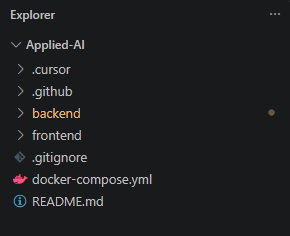 Explorer
Applied-AI
.cursor
.github
backend
frontend
.gitignore
docker-compose.yml
README.md